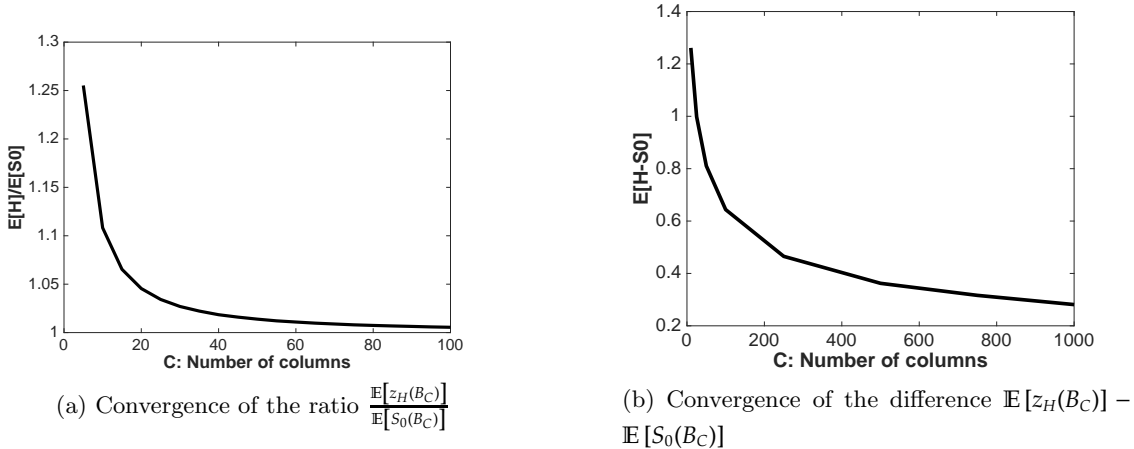 1.3
1.25
1.2
1.15
1.1
1.05
1
E[H]/E[S0]
0 20 40 60 80 100
C: Number of columns
(a) Convergence of the ratio 𝔼[z_H(B_C)] / 𝔼[S_0(B_C)]
1.4
1.2
1
0.8
0.6
0.4
0.2
E[H-S0]
0 200 400 600 800 1000
C: Number of columns
(b) Convergence of the difference 𝔼[z_H(B_C)] −
𝔼[S_0(B_C)]